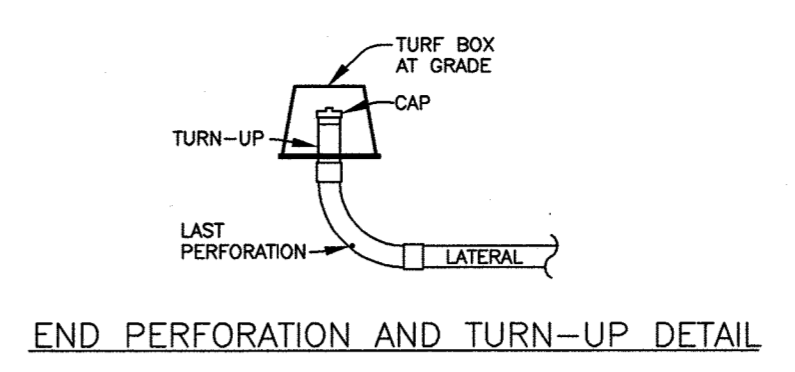 TURF BOX
AT GRADE
CAP
TURN-UP
LAST
PERFORATION
LATERAL
END PERFORATION AND TURN-UP DETAIL